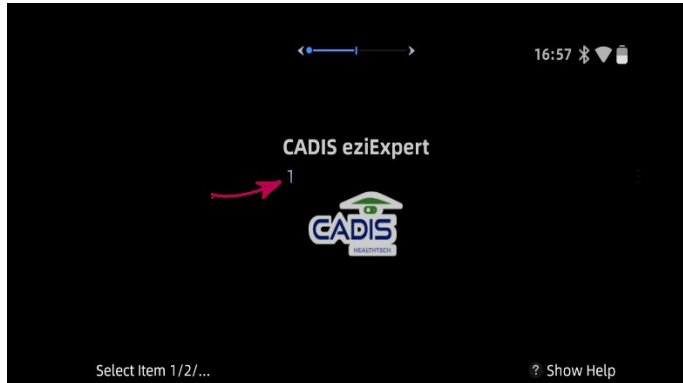 16:57
CADIS eziExpert
1
CADIS
HEALTHTECH
Select Item 1/2/...
? Show Help